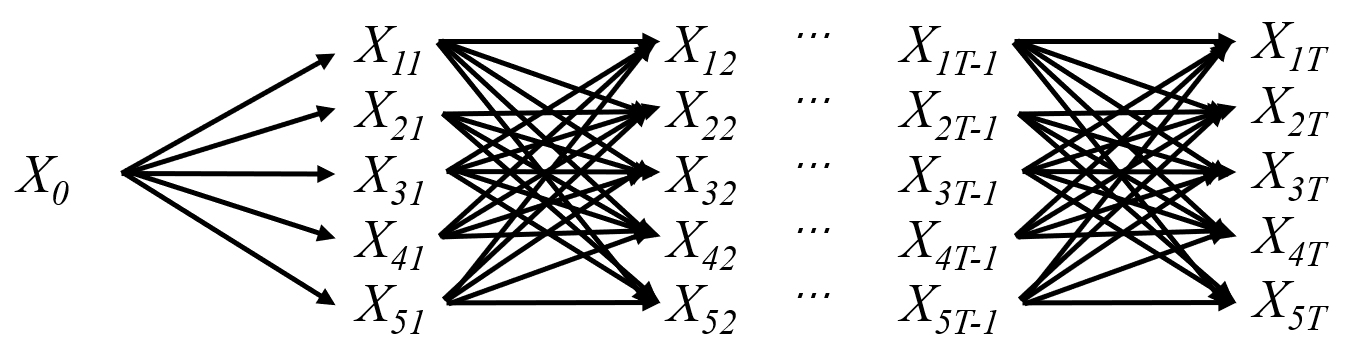 X11 X12 ... X1T-1 X1T
X21 X22 ... X2T-1 X2T
X0 X31 X32 ... X3T-1 X3T
X41 X42 ... X4T-1 X4T
X51 X52 ... X5T-1 X5T